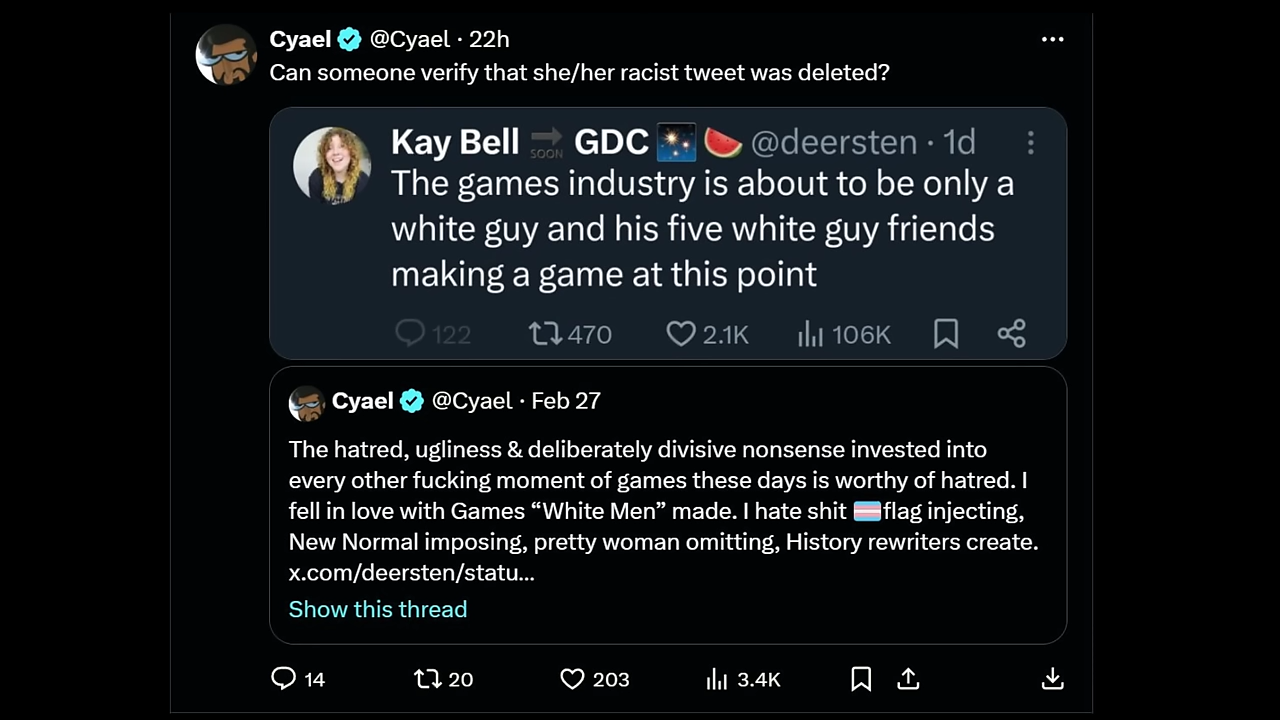 Cyael @Cyael · 22h
Can someone verify that she/her racist tweet was deleted?
Kay Bell 🔜 GDC 🎇 🍉 @deersten · 1d
The games industry is about to be only a
white guy and his five white guy friends
making a game at this point
122 470 2.1K 106K
Cyael @Cyael · Feb 27
The hatred, ugliness & deliberately divisive nonsense invested into
every other fucking moment of games these days is worthy of hatred. I
fell in love with Games “White Men” made. I hate shit 🏳️‍⚧️flag injecting,
New Normal imposing, pretty woman omitting, History rewriters create.
x.com/deersten/statu...
Show this thread
14 20 203 3.4K